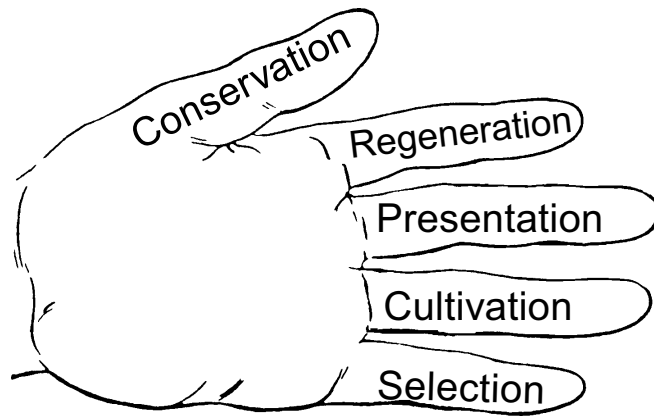 Conservation
Regeneration
Presentation
Cultivation
Selection